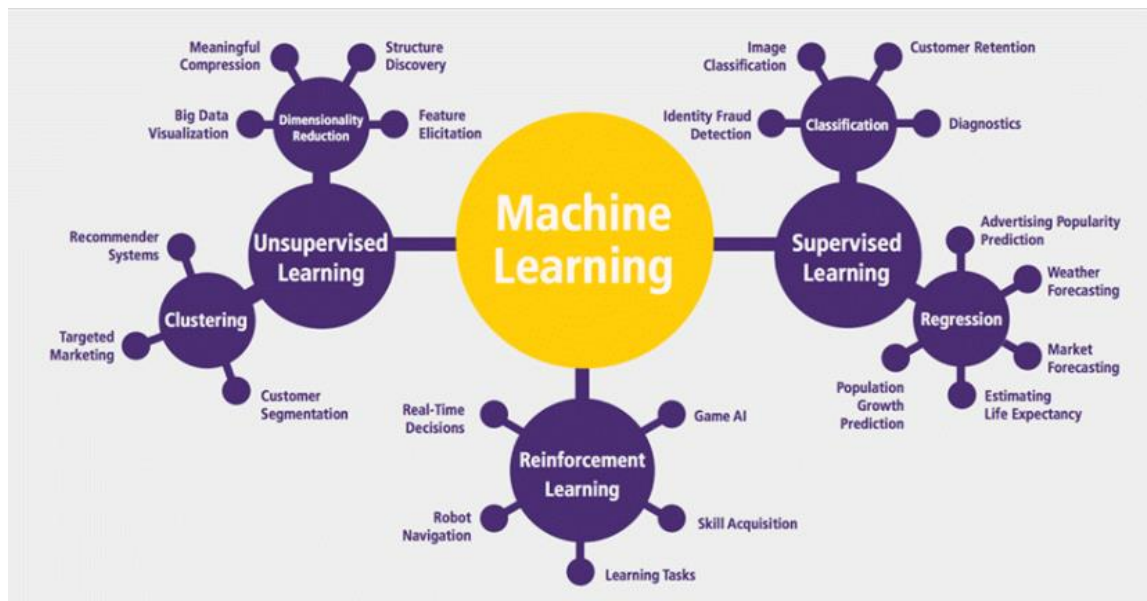 Machine
Learning
Unsupervised
Learning
Dimensionality
Reduction
Meaningful
Compression
Structure
Discovery
Big Data
Visualization
Feature
Elicitation
Clustering
Recommender
Systems
Targeted
Marketing
Customer
Segmentation
Supervised
Learning
Classification
Image
Classification
Customer Retention
Identity Fraud
Detection
Diagnostics
Regression
Advertising Popularity
Prediction
Weather
Forecasting
Market
Forecasting
Estimating
Life Expectancy
Population
Growth
Prediction
Reinforcement
Learning
Real-Time
Decisions
Game AI
Robot
Navigation
Skill Acquisition
Learning Tasks